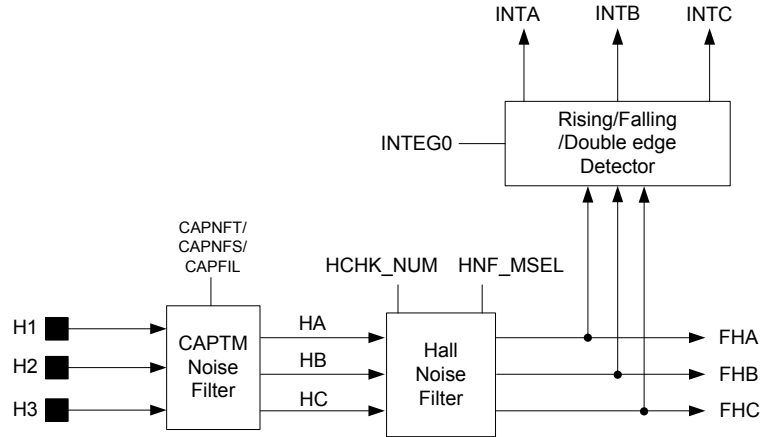 INTA INTB INTC
Rising/Falling
/Double edge
Detector
INTEG0
CAPNFT/
CAPNFS/
CAPFIL
HCHK_NUM HNF_MSEL
H1
H2
H3
CAPTM
Noise
Filter
HA
HB
HC
Hall
Noise
Filter
FHA
FHB
FHC